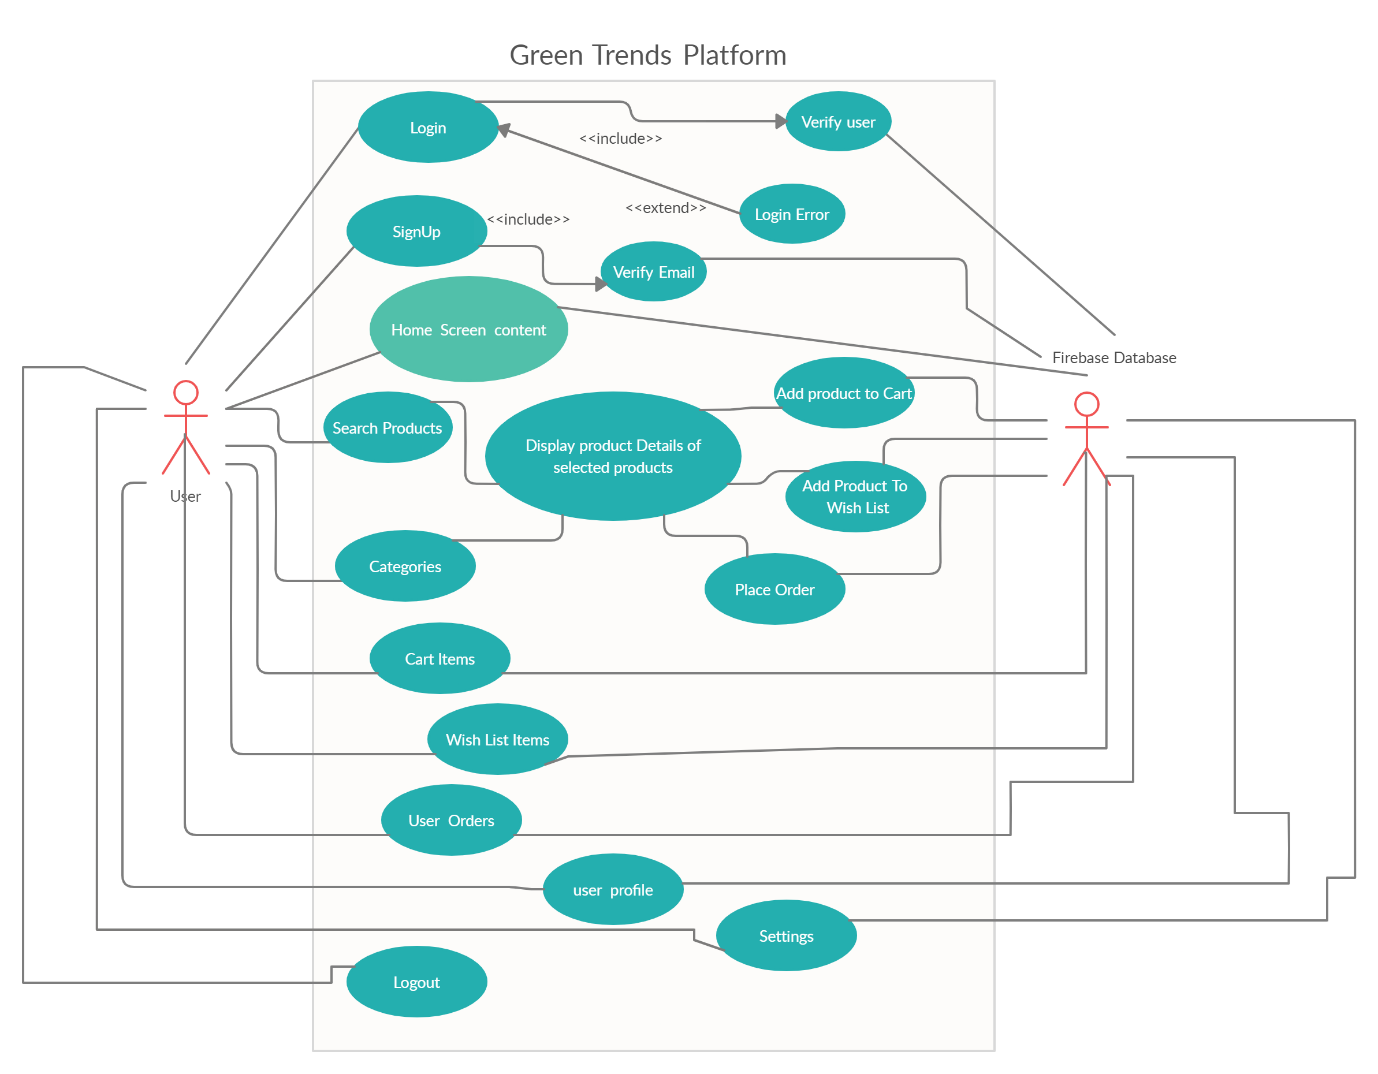 Green Trends Platform
Login
Verify user
<<include>>
<<extend>>
Login Error
SignUp
<<include>>
Verify Email
Home Screen content
Firebase Database
Add product to Cart
Search Products
Display product Details of
selected products
Add Product To
Wish List
User
Categories
Place Order
Cart Items
Wish List Items
User Orders
user profile
Settings
Logout